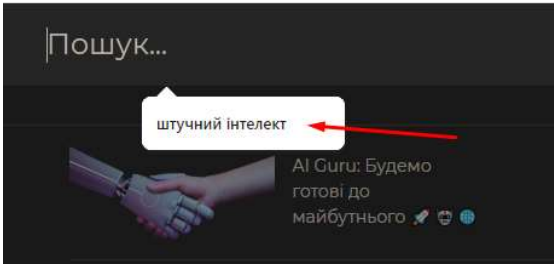 Пошук...
штучний інтелект
AI Guru: Будемо
готові до
майбутнього 🚀 🤖 🌐